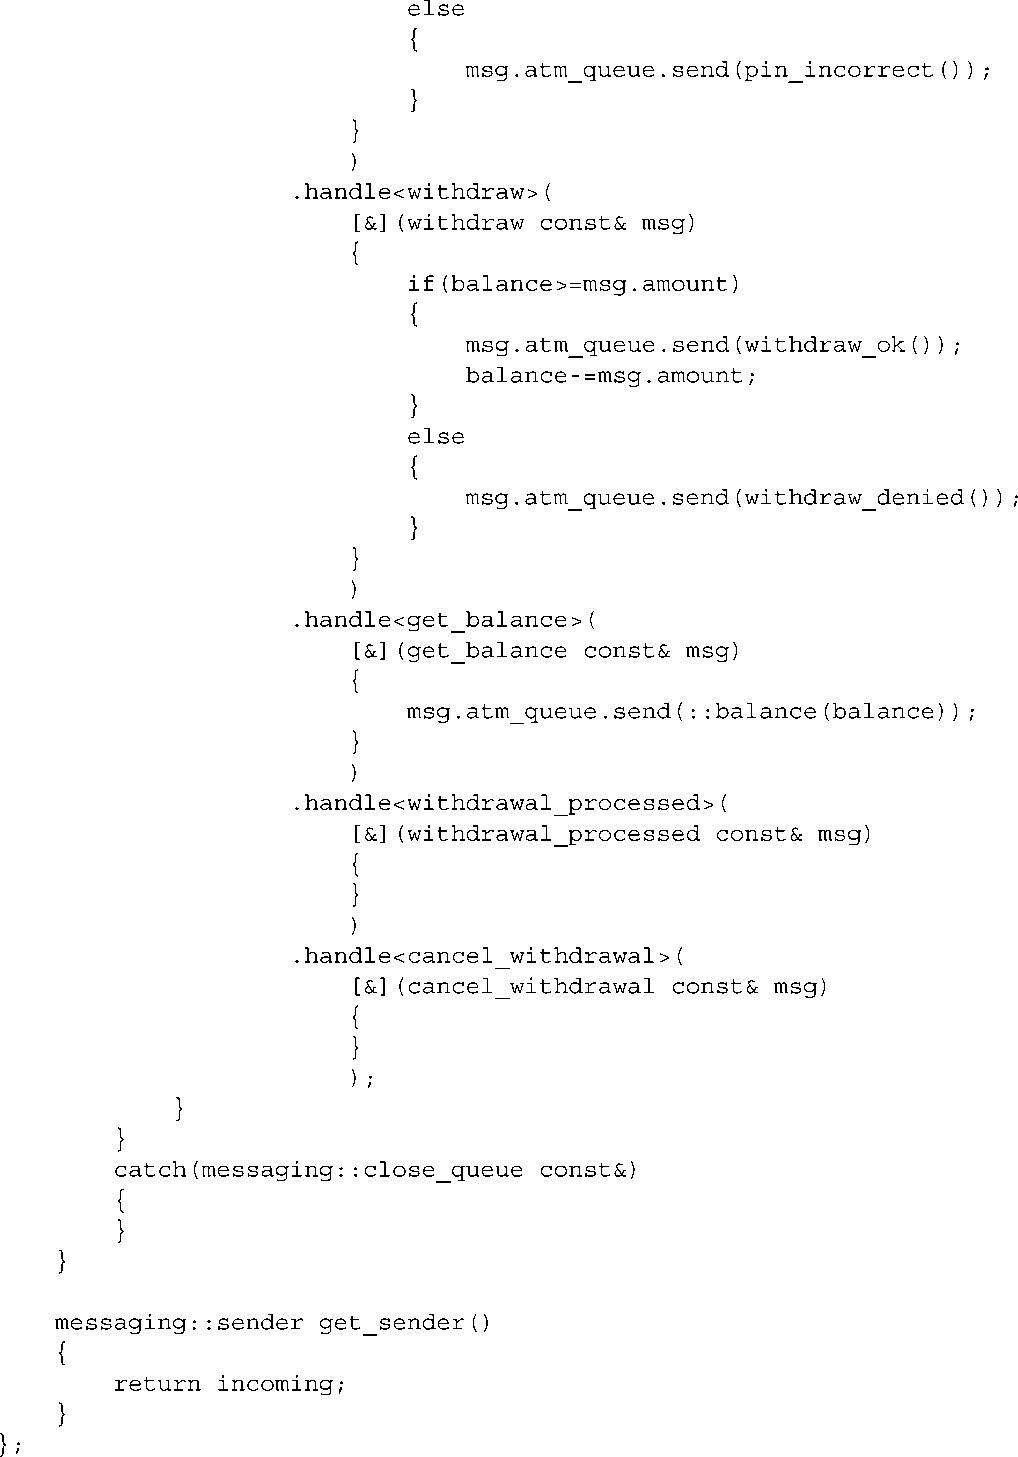 else
                            {
                                msg.atm_queue.send(pin_incorrect());
                            }
                        }
                        )
                    .handle<withdraw>(
                        [&](withdraw const& msg)
                        {
                            if(balance>=msg.amount)
                            {
                                msg.atm_queue.send(withdraw_ok());
                                balance-=msg.amount;
                            }
                            else
                            {
                                msg.atm_queue.send(withdraw_denied());
                            }
                        }
                        )
                    .handle<get_balance>(
                        [&](get_balance const& msg)
                        {
                            msg.atm_queue.send(::balance(balance));
                        }
                        )
                    .handle<withdrawal_processed>(
                        [&](withdrawal_processed const& msg)
                        {
                        }
                        )
                    .handle<cancel_withdrawal>(
                        [&](cancel_withdrawal const& msg)
                        {
                        }
                        );
            }
        }
        catch(messaging::close_queue const&)
        {
        }
    }

    messaging::sender get_sender()
    {
        return incoming;
    }
};